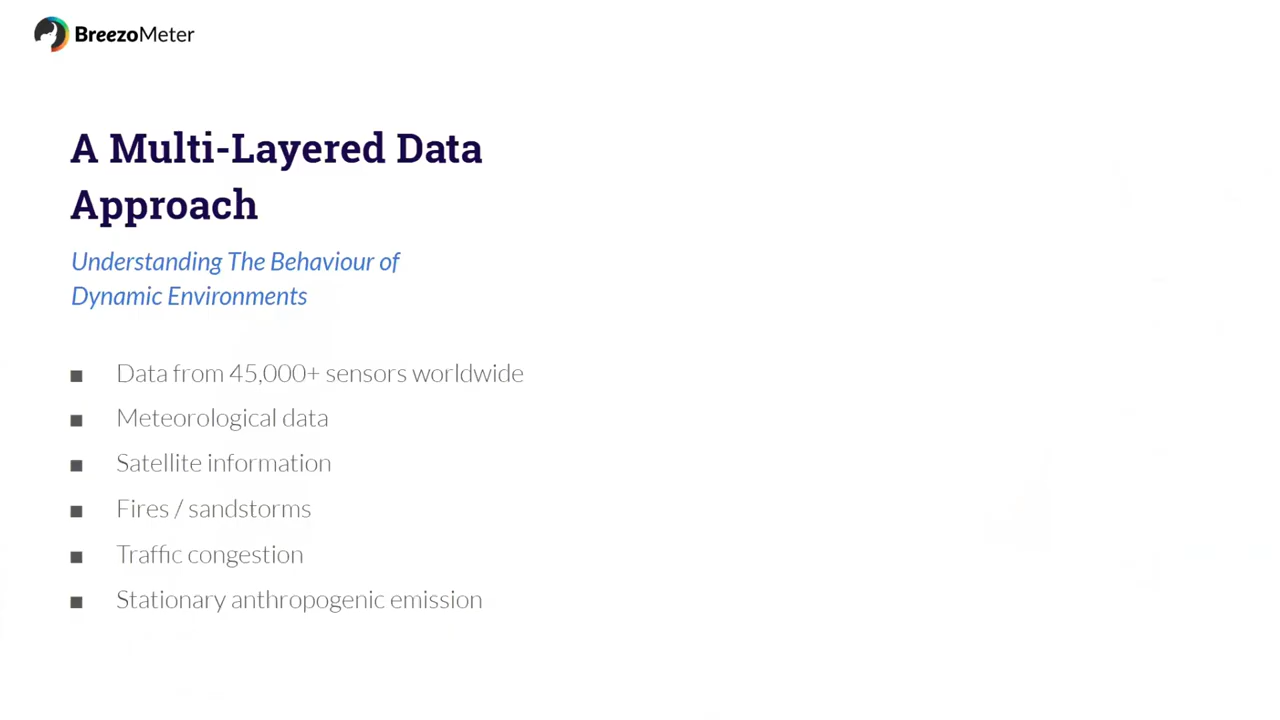 BreezoMeter
A Multi-Layered Data
Approach
Understanding The Behaviour of
Dynamic Environments
■ Data from 45,000+ sensors worldwide
■ Meteorological data
■ Satellite information
■ Fires / sandstorms
■ Traffic congestion
■ Stationary anthropogenic emission